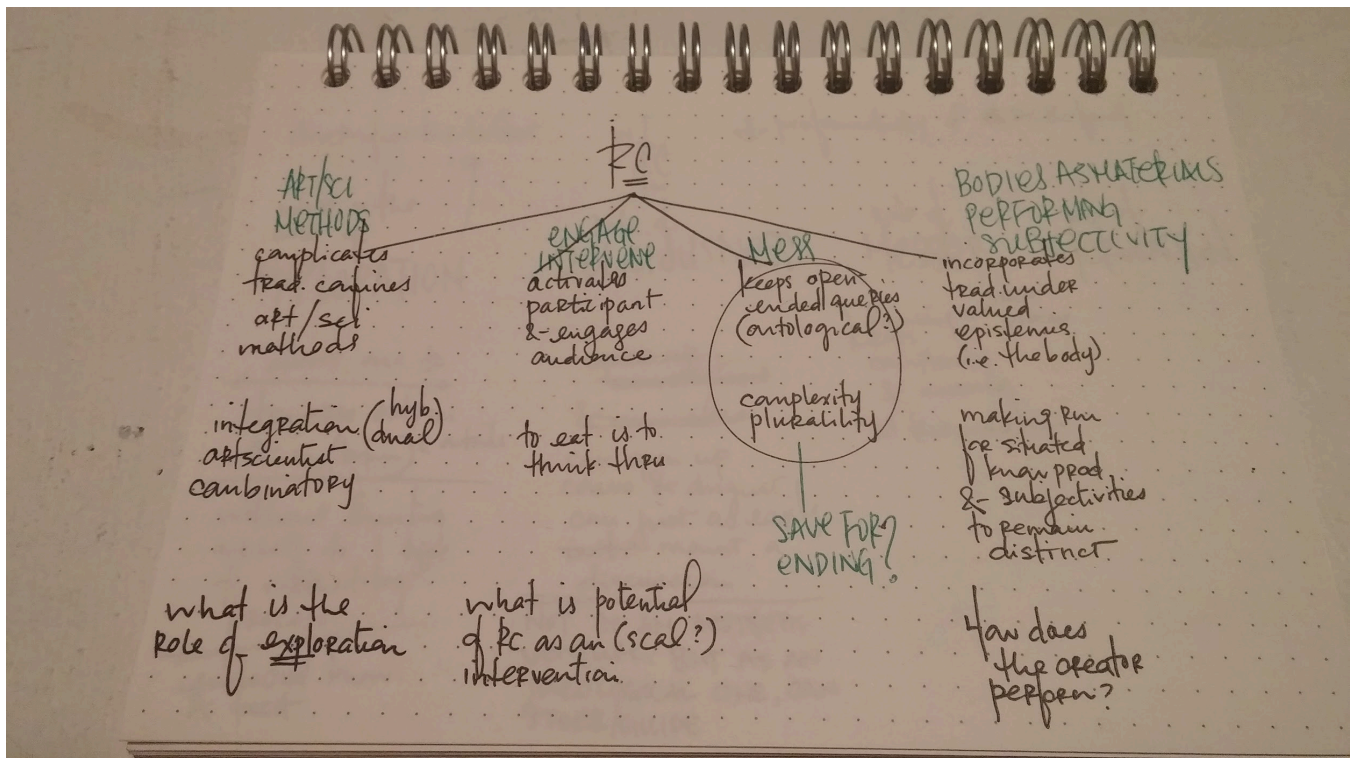 RC
ART/SCI
METHODS
complicates
trad. confines
art/sci
methods
integration (hyb.
dual)
artscientist
combinatory
what is the
role of exploration
ENGAGE
INTERVENE
activates
participant
& engages
audience
to eat is to
think thru
what is potential
of RC as an (scal?)
intervention
MESS
keeps open
ended queries
(ontological?)
complexity
plurality
SAVE FOR?
ENDING?
BODIES AS MATERIALS
PERFORMING
SUBJECTIVITY
incorporates
trad. under
valued
epistemes
(i.e. the body)
making rm
for situated
know prod
& subjectivities
to remain
distinct
How does
the creator
perform?